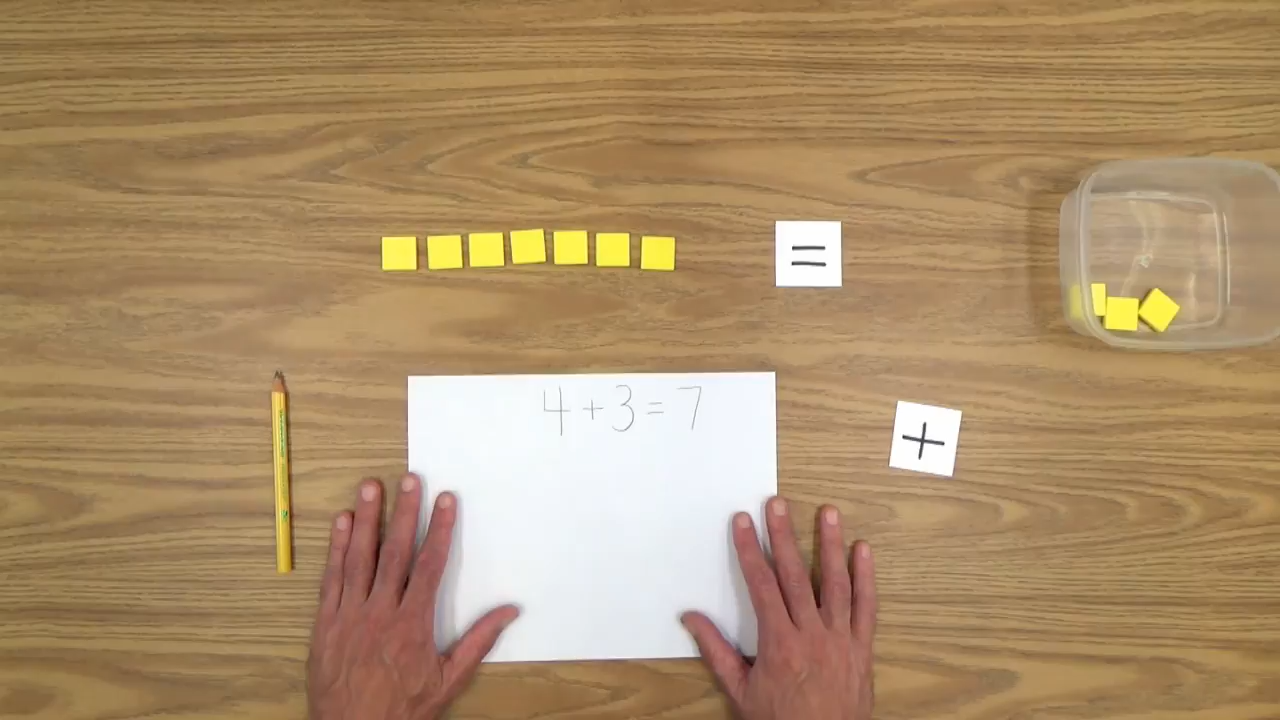 =
4 + 3 = 7
+